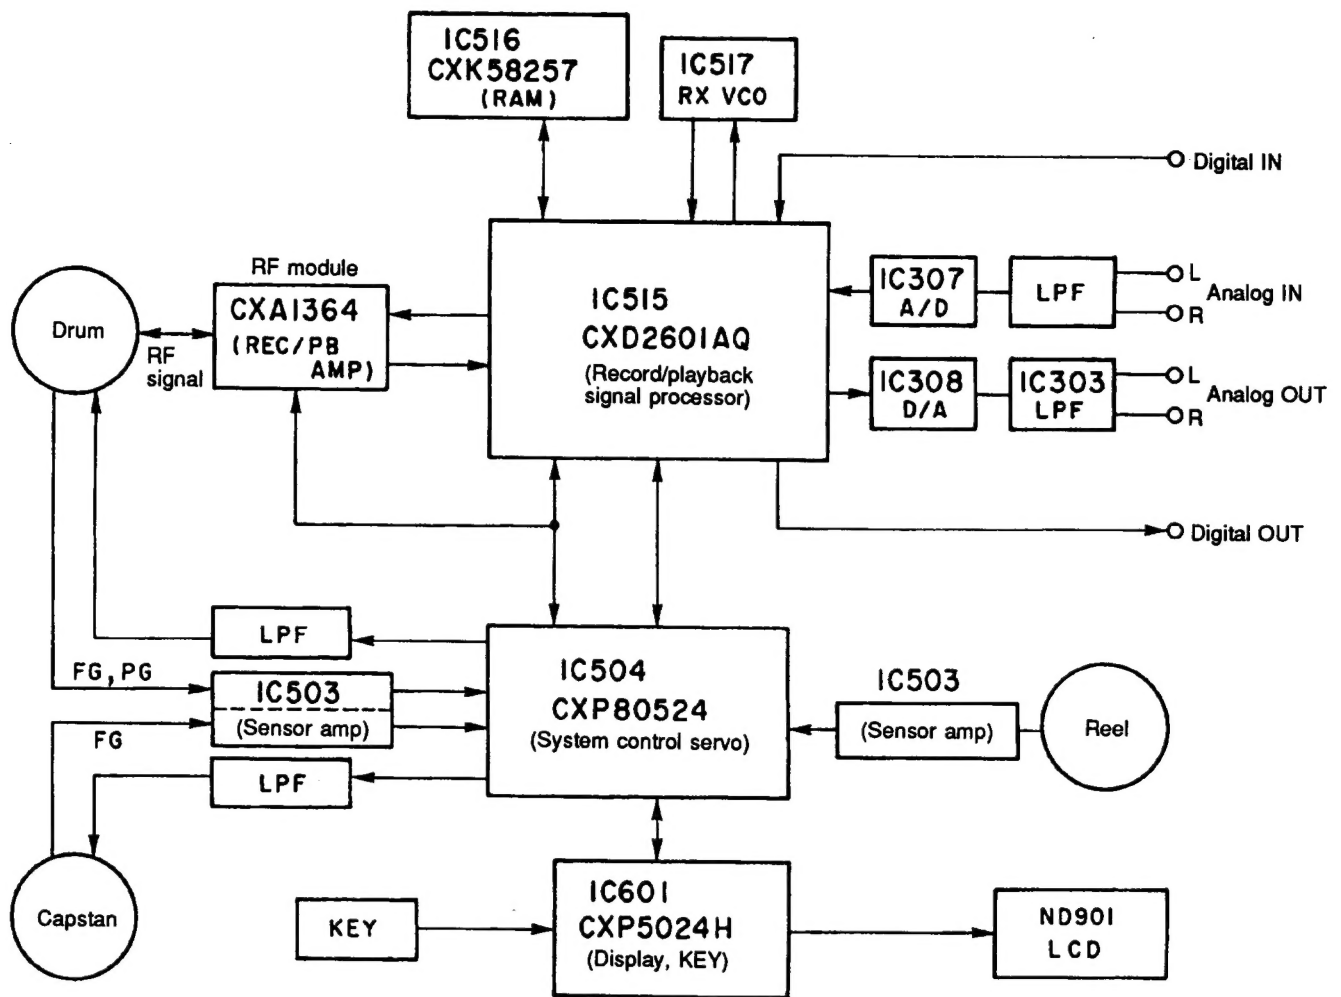 IC516
CXK58257
(RAM)
IC517
RX VCO
Digital IN
RF module
CXA1364
(REC/PB
AMP)
Drum
RF
signal
IC515
CXD2601AQ
(Record/playback
signal processor)
IC307
A/D
LPF
L
R
Analog IN
IC308
D/A
IC303
LPF
L
R
Analog OUT
Digital OUT
LPF
FG, PG
IC503
(Sensor amp)
FG
LPF
IC504
CXP80524
(System control servo)
IC503
(Sensor amp)
Reel
Capstan
KEY
IC601
CXP5024H
(Display, KEY)
ND901
LCD